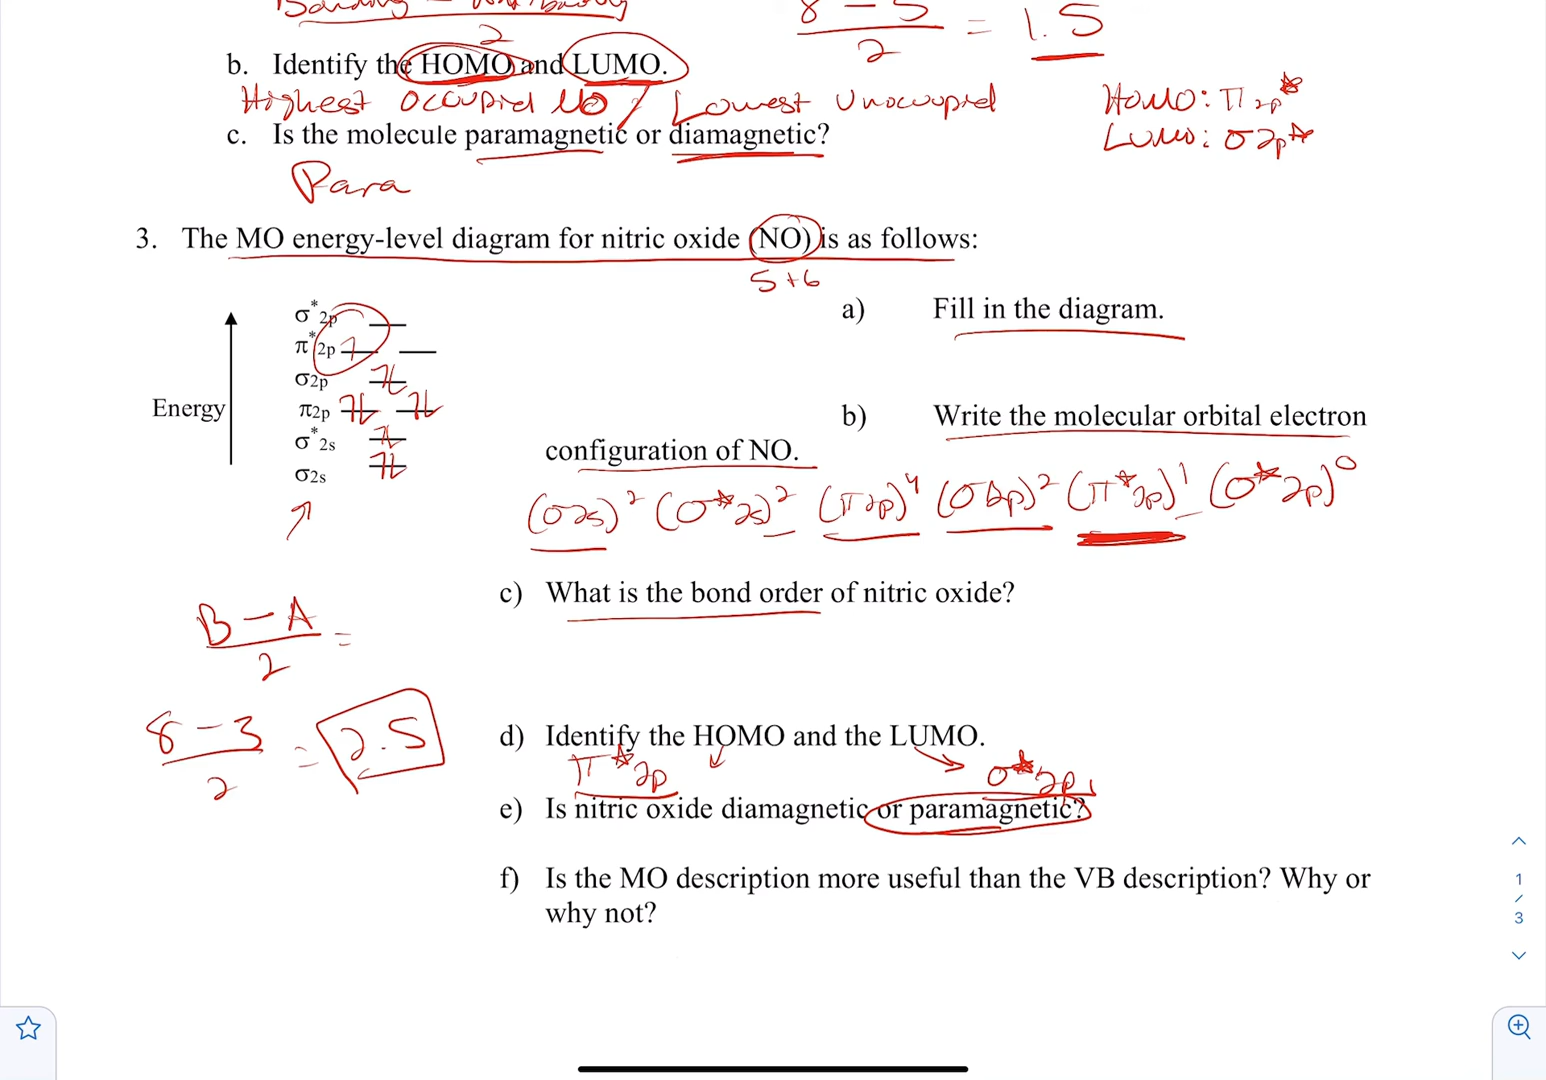 Bonding - Antibonding
2
8 - 5
2
= 1.5
b. Identify the HOMO and LUMO.
Highest Occupied MO / Lowest Unoccupied
HOMO: π2p*
LUMO: σ2p*
c. Is the molecule paramagnetic or diamagnetic?
Para
3. The MO energy-level diagram for nitric oxide (NO) is as follows:
5+6
σ*2p
π*2p
σ2p
π2p
σ*2s
σ2s
Energy
a) Fill in the diagram.
b) Write the molecular orbital electron
configuration of NO.
(σ2s)² (σ*2s)² (π2p)⁴ (σ2p)² (π*2p)¹ (σ*2p)⁰
c) What is the bond order of nitric oxide?
B - A
2
=
8 - 3
2
= 2.5
d) Identify the HOMO and the LUMO.
π*2p
σ*2p
e) Is nitric oxide diamagnetic or paramagnetic?
f) Is the MO description more useful than the VB description? Why or
why not?
1
/
3